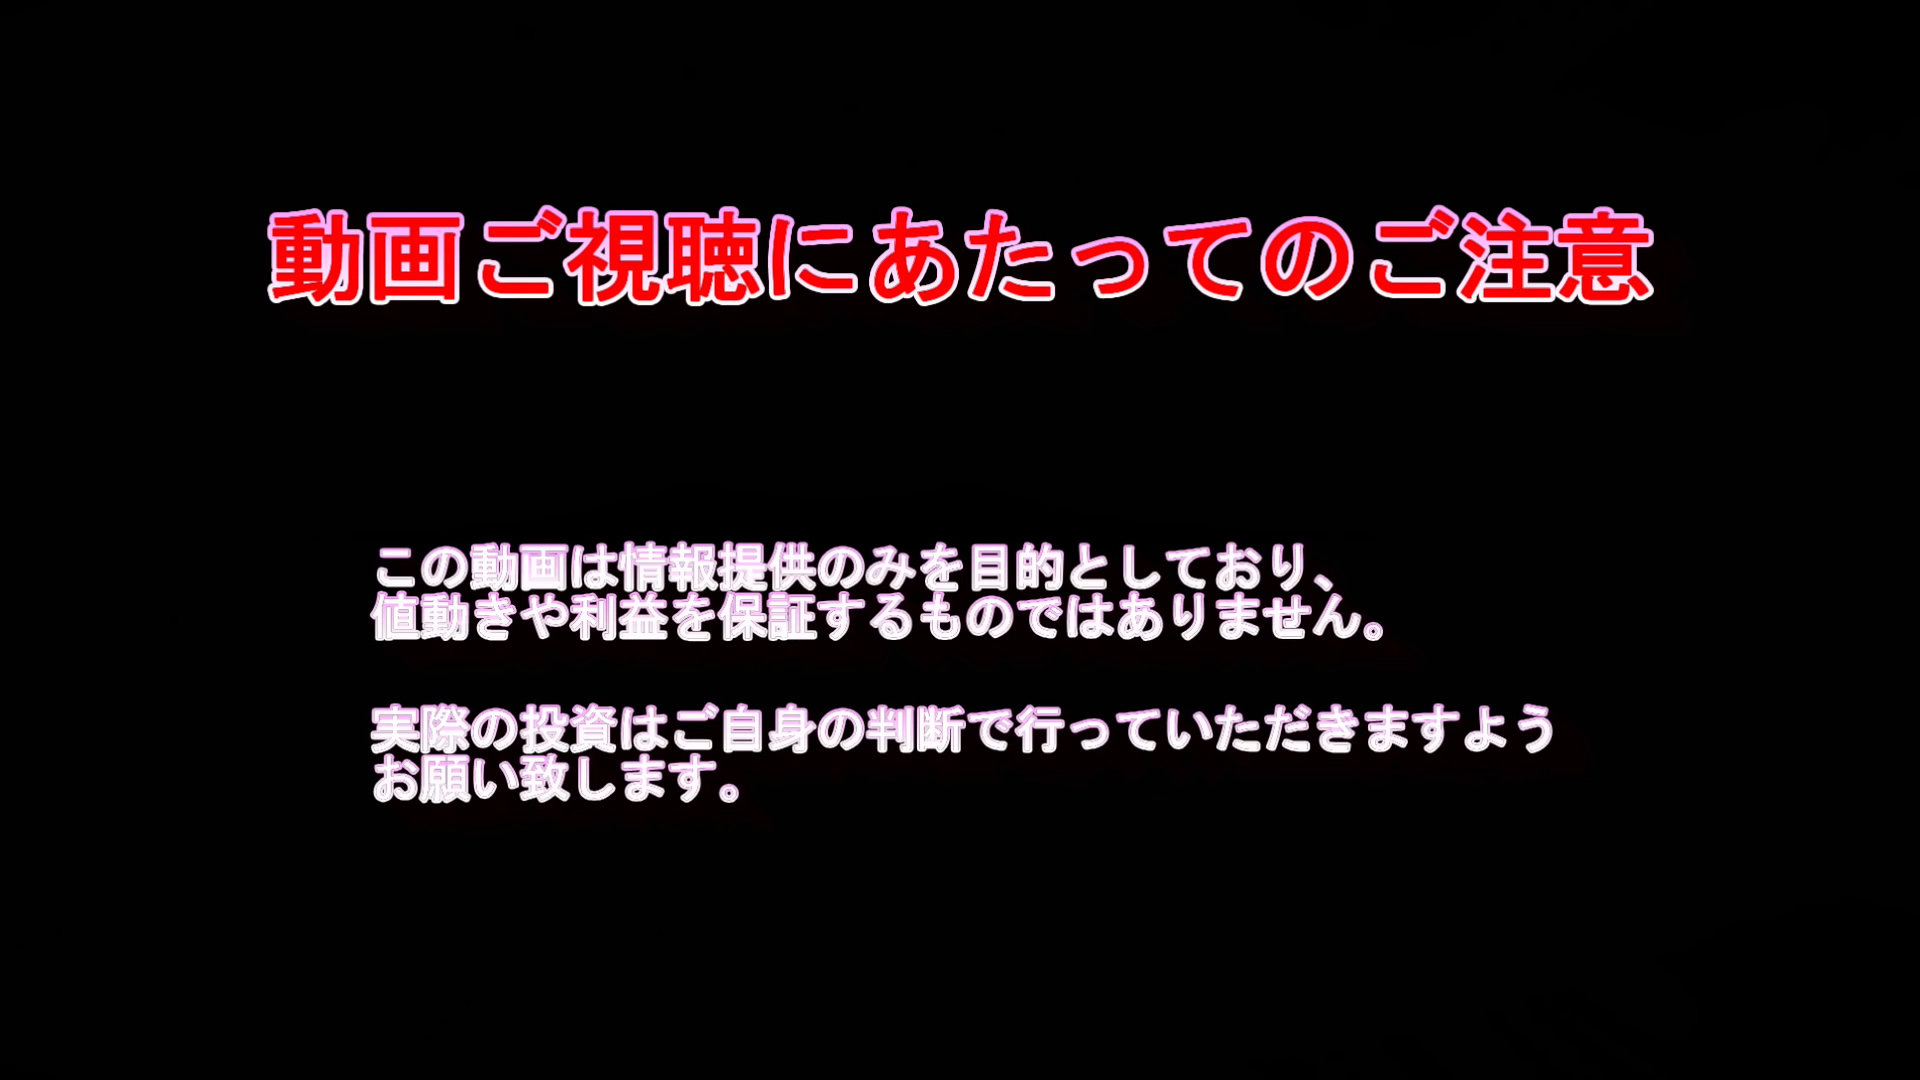 動画ご視聴にあたってのご注意
この動画は情報提供のみを目的としており、
値動きや利益を保証するものではありません。
実際の投資はご自身の判断で行っていただきますよう
お願い致します。